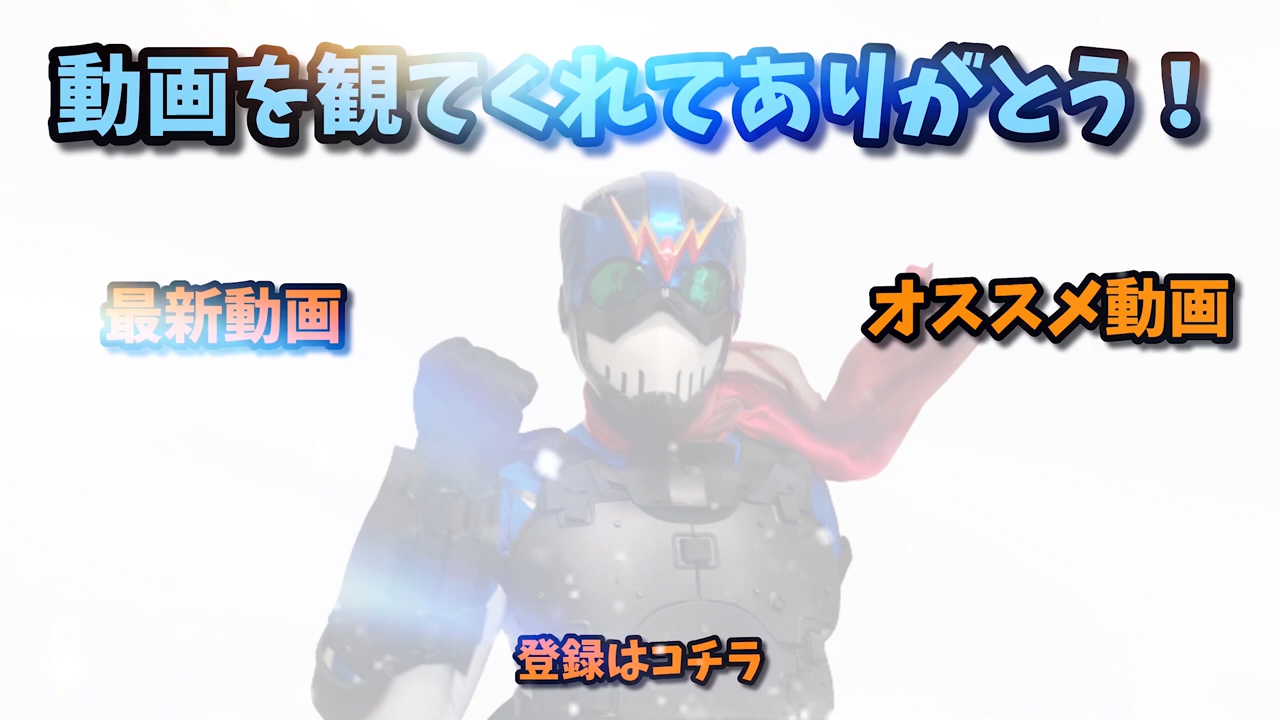 動画を観てくれてありがとう!
最新動画
オススメ動画
登録はコチラ